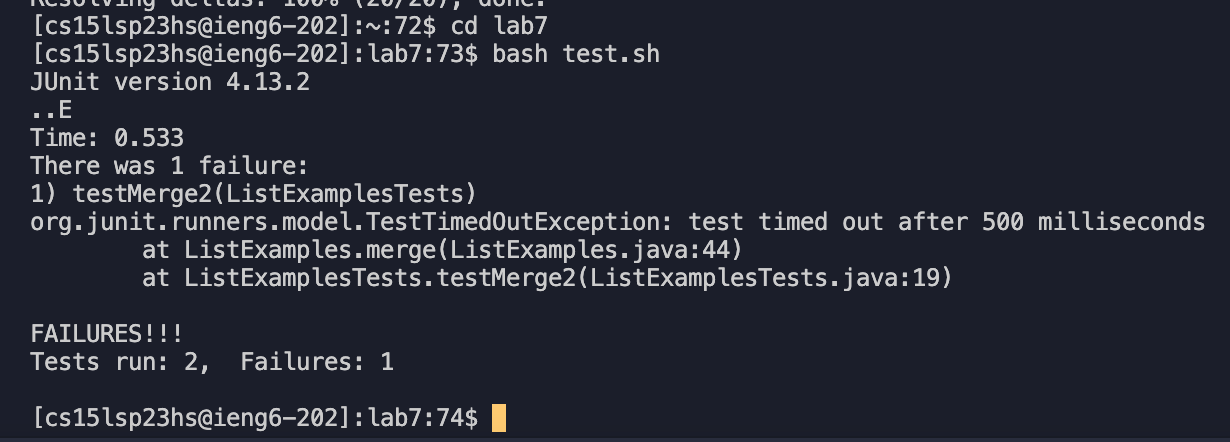 Resolving deltas: 100% (20/20), done.
[cs15lsp23hs@ieng6-202]:~:72$ cd lab7
[cs15lsp23hs@ieng6-202]:lab7:73$ bash test.sh
JUnit version 4.13.2
..E
Time: 0.533
There was 1 failure:
1) testMerge2(ListExamplesTests)
org.junit.runners.model.TestTimedOutException: test timed out after 500 milliseconds
        at ListExamples.merge(ListExamples.java:44)
        at ListExamplesTests.testMerge2(ListExamplesTests.java:19)

FAILURES!!!
Tests run: 2,  Failures: 1

[cs15lsp23hs@ieng6-202]:lab7:74$